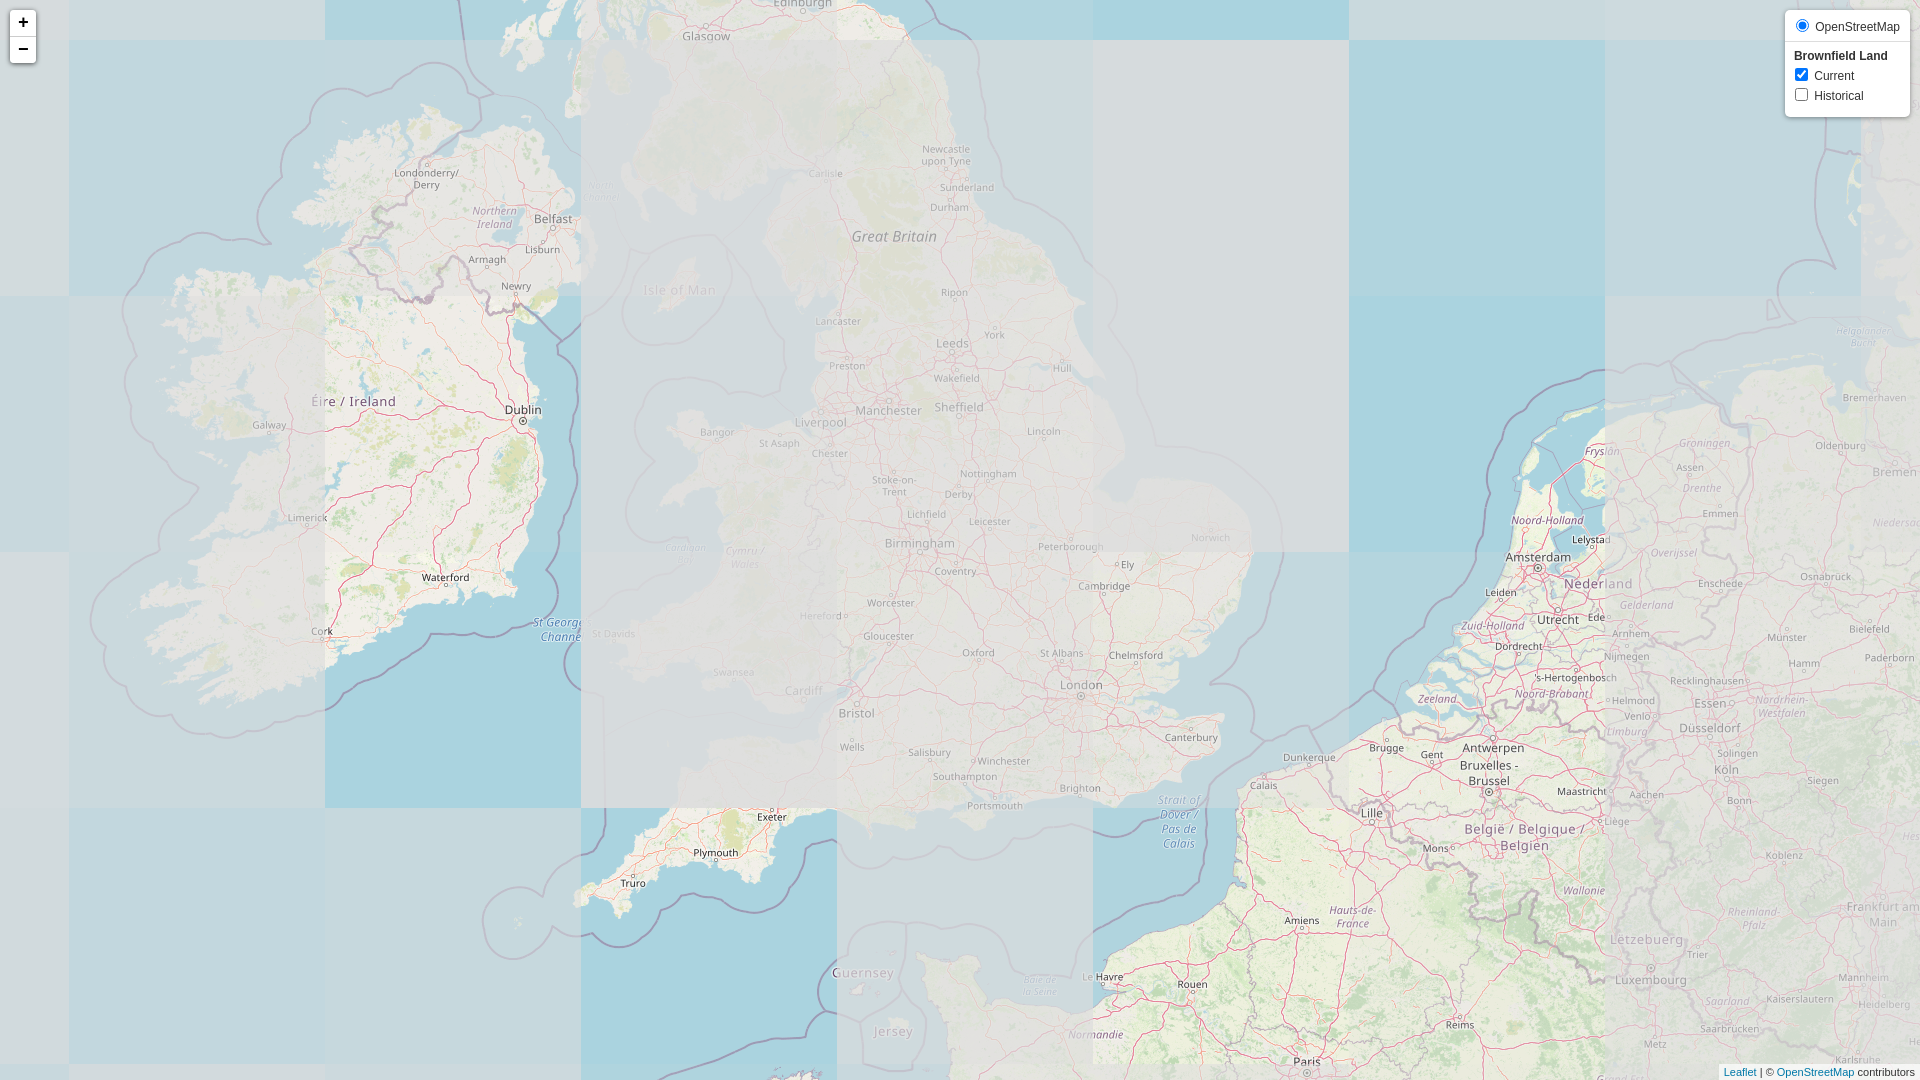 +
−
OpenStreetMap
Brownfield Land
Current
Historical
Edinburgh
Glasgow
Londonderry/
Derry
Northern
Ireland
Belfast
Lisburn
Armagh
Newry
Carlisle
Newcastle
upon Tyne
Sunderland
Durham
Great Britain
Isle of Man
Ripon
Lancaster
York
Leeds
Preston
Hull
Wakefield
Éire / Ireland
Dublin
Galway
Manchester
Sheffield
Liverpool
Bangor
St Asaph
Chester
Lincoln
Stoke-on-
Trent
Nottingham
Derby
Limerick
Lichfield
Leicester
Birmingham
Peterborough
Norwich
Cardigan
Cymru /
Wales
Coventry
Ely
Cambridge
Waterford
Worcester
Hereford
St George
Channe
St Davids
Gloucester
Cork
Oxford
St Albans
Chelmsford
Swansea
Cardiff
London
Bristol
Canterbury
Wells
Salisbury
Winchester
Southampton
Brighton
Portsmouth
Exeter
Plymouth
Truro
Strait of
Dover /
Pas de
Calais
Dunkerque
Calais
Helgoländer
Bucht
Bremerhaven
Groningen
Oldenburg
Fryslân
Assen
Bremen
Drenthe
Emmen
Noord-Holland
Niedersac
Lelystad
Amsterdam
Overijssel
Nederland
Enschede
Osnabrück
Leiden
Gelderland
Utrecht
Ede
Zuid-Holland
Arnhem
Münster
Bielefeld
Dordrecht
Nijmegen
Hamm
Paderborn
's-Hertogenbosch
Recklinghausen
Zeeland
Noord-Brabant
Helmond
Essen
Nordrhein-
Westfalen
Venlo
Limburg
Düsseldorf
Brugge
Gent
Antwerpen
Solingen
Bruxelles -
Brussel
Köln
Siegen
Maastricht
Aachen
Bonn
Lille
Liège
België / Belgique /
Belgien
Mons
Koblenz
Wallonie
Hauts-de-
France
Amiens
Rheinland-
Pfalz
Frankfurt am
Main
Lëtzebuerg
Trier
Guernsey
Baie de
la Seine
Le Havre
Rouen
Luxembourg
Mannheim
Saarland
Kaiserslautern
Heidelberg
Jersey
Normandie
Reims
Saarbrücken
Metz
Karlsruhe
Paris
Grand Est
Leaflet | © OpenStreetMap contributors